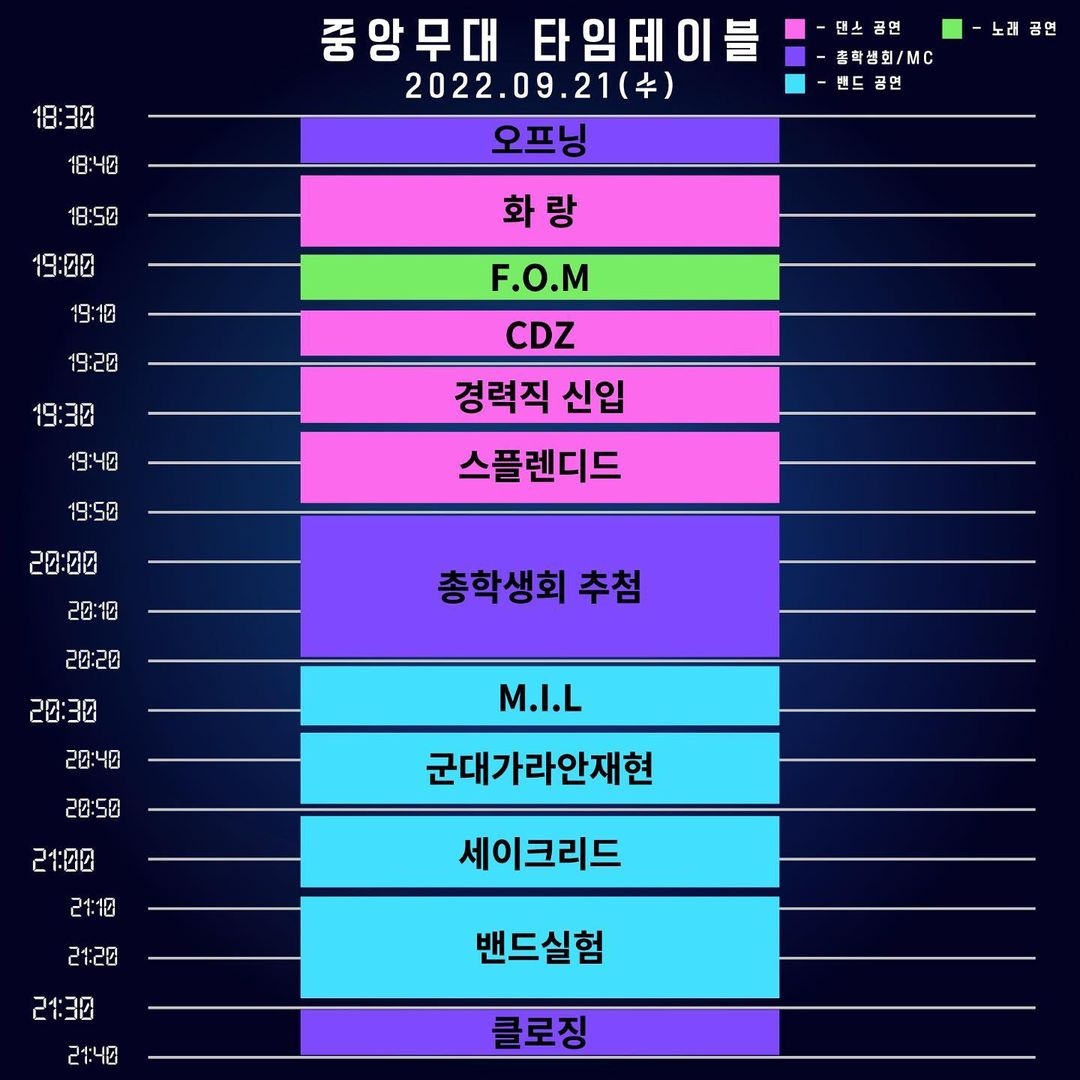 중앙무대 타임테이블
2022.09.21(수)
- 댄스 공연
- 노래 공연
- 총학생회/MC
- 밴드 공연
18:30
오프닝
18:40
화 랑
18:50
19:00
F.O.M
19:10
CDZ
19:20
경력직 신입
19:30
19:40
스플렌디드
19:50
20:00
총학생회 추첨
20:10
20:20
M.I.L
20:30
20:40
군대가라안재현
20:50
21:00
세이크리드
21:10
밴드실험
21:20
21:30
클로징
21:40